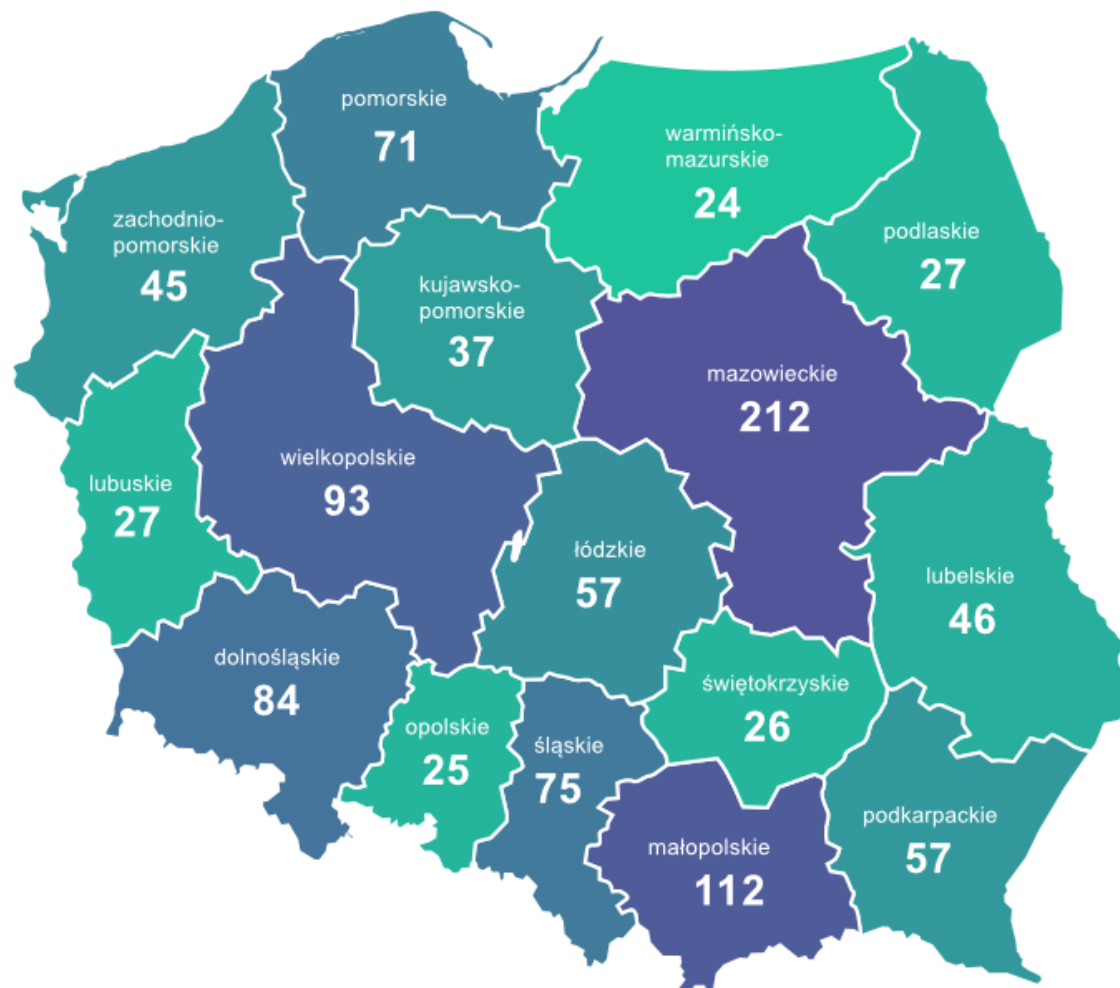 pomorskie
71
warmińsko-
mazurskie
24
zachodnio-
pomorskie
45
podlaskie
27
kujawsko-
pomorskie
37
mazowieckie
212
wielkopolskie
93
lubuskie
27
łódzkie
57
lubelskie
46
dolnośląskie
84
świętokrzyskie
26
opolskie
25
śląskie
75
podkarpackie
57
małopolskie
112